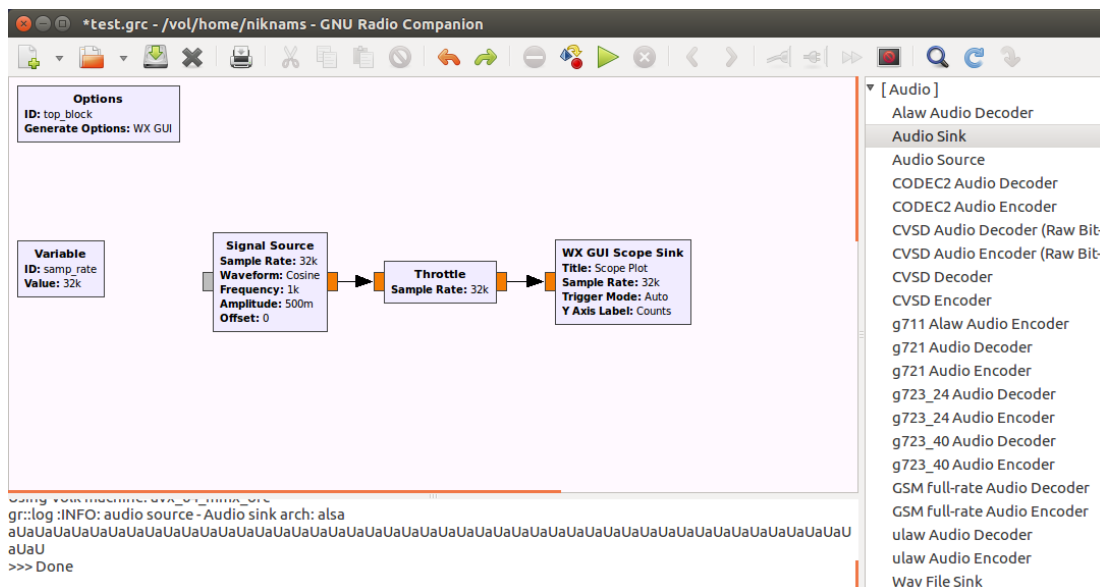 *test.grc - /vol/home/niknams - GNU Radio Companion
Options
ID: top_block
Generate Options: WX GUI
Variable
ID: samp_rate
Value: 32k
Signal Source
Sample Rate: 32k
Waveform: Cosine
Frequency: 1k
Amplitude: 500m
Offset: 0
Throttle
Sample Rate: 32k
WX GUI Scope Sink
Title: Scope Plot
Sample Rate: 32k
Trigger Mode: Auto
Y Axis Label: Counts
[ Audio ]
Alaw Audio Decoder
Audio Sink
Audio Source
CODEC2 Audio Decoder
CODEC2 Audio Encoder
CVSD Audio Decoder (Raw Bit-
CVSD Audio Encoder (Raw Bit-
CVSD Decoder
CVSD Encoder
g711 Alaw Audio Encoder
g721 Audio Decoder
g721 Audio Encoder
g723_24 Audio Decoder
g723_24 Audio Encoder
g723_40 Audio Decoder
g723_40 Audio Encoder
GSM full-rate Audio Decoder
GSM full-rate Audio Encoder
ulaw Audio Decoder
ulaw Audio Encoder
Wav File Sink
gr::log :INFO: audio source - Audio sink arch: alsa
aUaUaUaUaUaUaUaUaUaUaUaUaUaUaUaUaUaUaUaUaUaUaUaUaUaUaUaUaUaUaUaUaUaUaUaUaUaUaUaUaUaUaUaUaUaUaUaUaUaU
aUaU
>>> Done